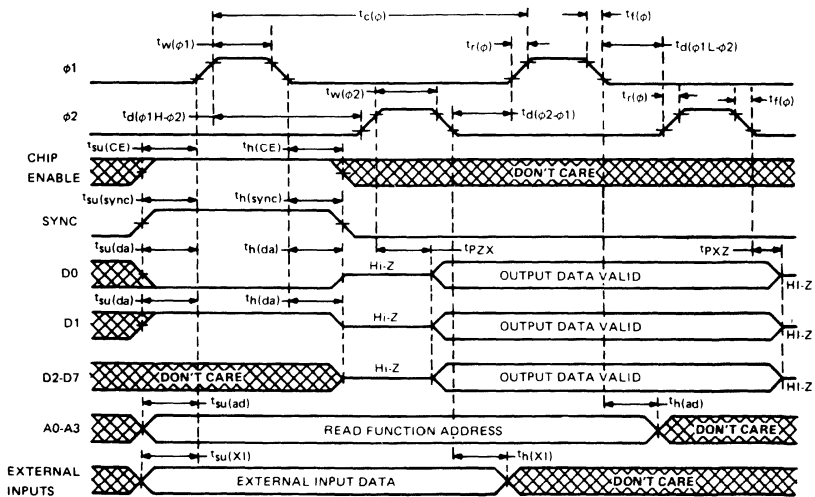 tc(φ)
tw(φ1)
tr(φ)
tf(φ)
td(φ1L-φ2)
φ1
tw(φ2)
td(φ1H-φ2)
td(φ2-φ1)
tr(φ)
tf(φ)
φ2
CHIP
ENABLE
tsu(CE)
th(CE)
DON'T CARE
SYNC
tsu(sync)
th(sync)
D0
tsu(da)
th(da)
Hi-Z
tPZX
OUTPUT DATA VALID
tPXZ
HI-Z
D1
tsu(da)
th(da)
Hi-Z
OUTPUT DATA VALID
HI-Z
D2-D7
DON'T CARE
Hi-Z
OUTPUT DATA VALID
HI-Z
tsu(ad)
th(ad)
A0-A3
READ FUNCTION ADDRESS
DON'T CARE
tsu(XI)
th(XI)
EXTERNAL
INPUTS
EXTERNAL INPUT DATA
DON'T CARE